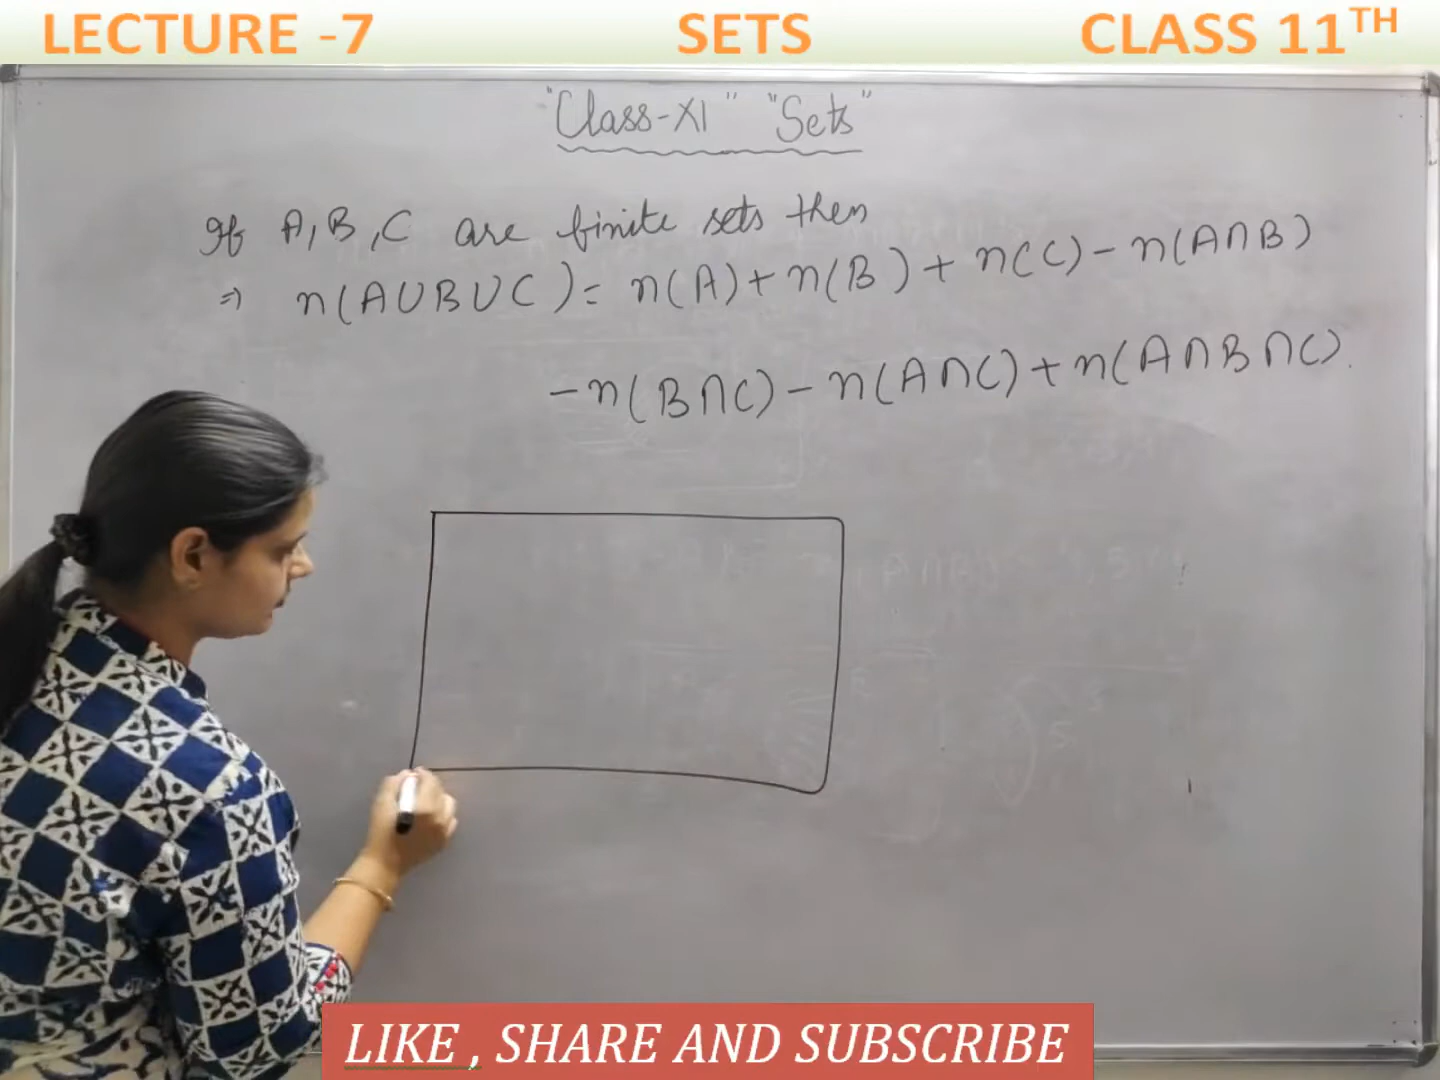 LECTURE -7 SETS CLASS 11TH
"Class-XI" "Sets"
If A, B, C are finite sets then
⇒ n(A∪B∪C) = n(A) + n(B) + n(C) - n(A∩B)
- n(B∩C) - n(A∩C) + n(A∩B∩C).
LIKE , SHARE AND SUBSCRIBE